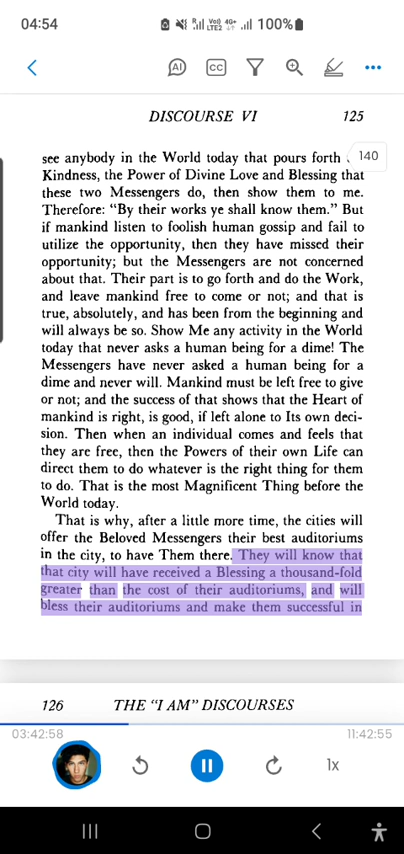 04:54
R Vo)) 4G+
LTE2
100%
AI CC
DISCOURSE VI 125
140
see anybody in the World today that pours forth
Kindness, the Power of Divine Love and Blessing that
these two Messengers do, then show them to me.
Therefore: “By their works ye shall know them.” But
if mankind listen to foolish human gossip and fail to
utilize the opportunity, then they have missed their
opportunity; but the Messengers are not concerned
about that. Their part is to go forth and do the Work,
and leave mankind free to come or not; and that is
true, absolutely, and has been from the beginning and
will always be so. Show Me any activity in the World
today that never asks a human being for a dime! The
Messengers have never asked a human being for a
dime and never will. Mankind must be left free to give
or not; and the success of that shows that the Heart of
mankind is right, is good, if left alone to Its own deci-
sion. Then when an individual comes and feels that
they are free, then the Powers of their own Life can
direct them to do whatever is the right thing for them
to do. That is the most Magnificent Thing before the
World today.
That is why, after a little more time, the cities will
offer the Beloved Messengers their best auditoriums
in the city, to have Them there. They will know that
that city will have received a Blessing a thousand-fold
greater than the cost of their auditoriums, and will
bless their auditoriums and make them successful in
126 THE “I AM” DISCOURSES
03:42:58 11:42:55
1x